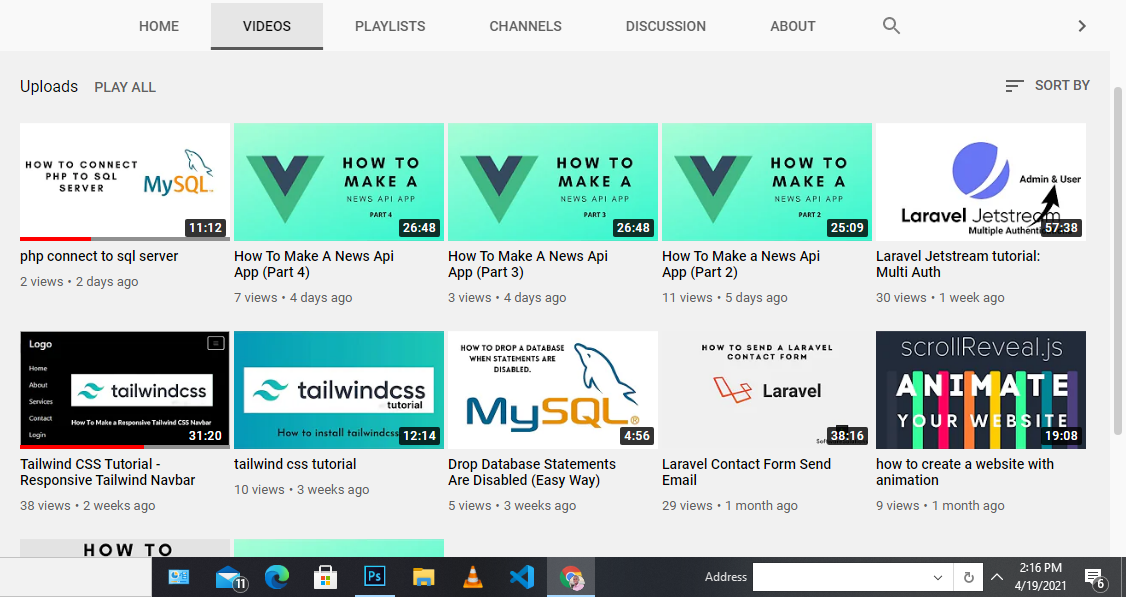 HOME VIDEOS PLAYLISTS CHANNELS DISCUSSION ABOUT
Uploads PLAY ALL SORT BY
HOW TO CONNECT
PHP TO SQL
SERVER
MySQL
11:12
HOW TO
MAKE A
NEWS API APP
PART 4
26:48
HOW TO
MAKE A
NEWS API APP
PART 3
26:48
HOW TO
MAKE A
NEWS API APP
PART 2
25:09
Admin & User
Laravel Jetstream
Multiple
57:38
php connect to sql server
2 views • 2 days ago
How To Make A News Api
App (Part 4)
7 views • 4 days ago
How To Make A News Api
App (Part 3)
3 views • 4 days ago
How To Make a News Api
App (Part 2)
11 views • 5 days ago
Laravel Jetstream tutorial:
Multi Auth
30 views • 1 week ago
Logo
Home
About
Services
Contact
Login
tailwindcss
How To Make a Responsive Tailwind CSS Navbar
31:20
tailwindcss
tutorial
How to install tailwindcss
12:14
HOW TO DROP A DATABASE
WHEN STATEMENTS ARE
DISABLED.
MySQL®
4:56
HOW TO SEND A LARAVEL
CONTACT FORM
Laravel
38:16
scrollReveal.js
ANIMATE
YOUR WEBSITE
19:08
Tailwind CSS Tutorial -
Responsive Tailwind Navbar
38 views • 2 weeks ago
tailwind css tutorial
10 views • 3 weeks ago
Drop Database Statements
Are Disabled (Easy Way)
5 views • 3 weeks ago
Laravel Contact Form Send
Email
29 views • 1 month ago
how to create a website with
animation
9 views • 1 month ago
HOW TO
11
Ps
Address
2:16 PM
4/19/2021
6